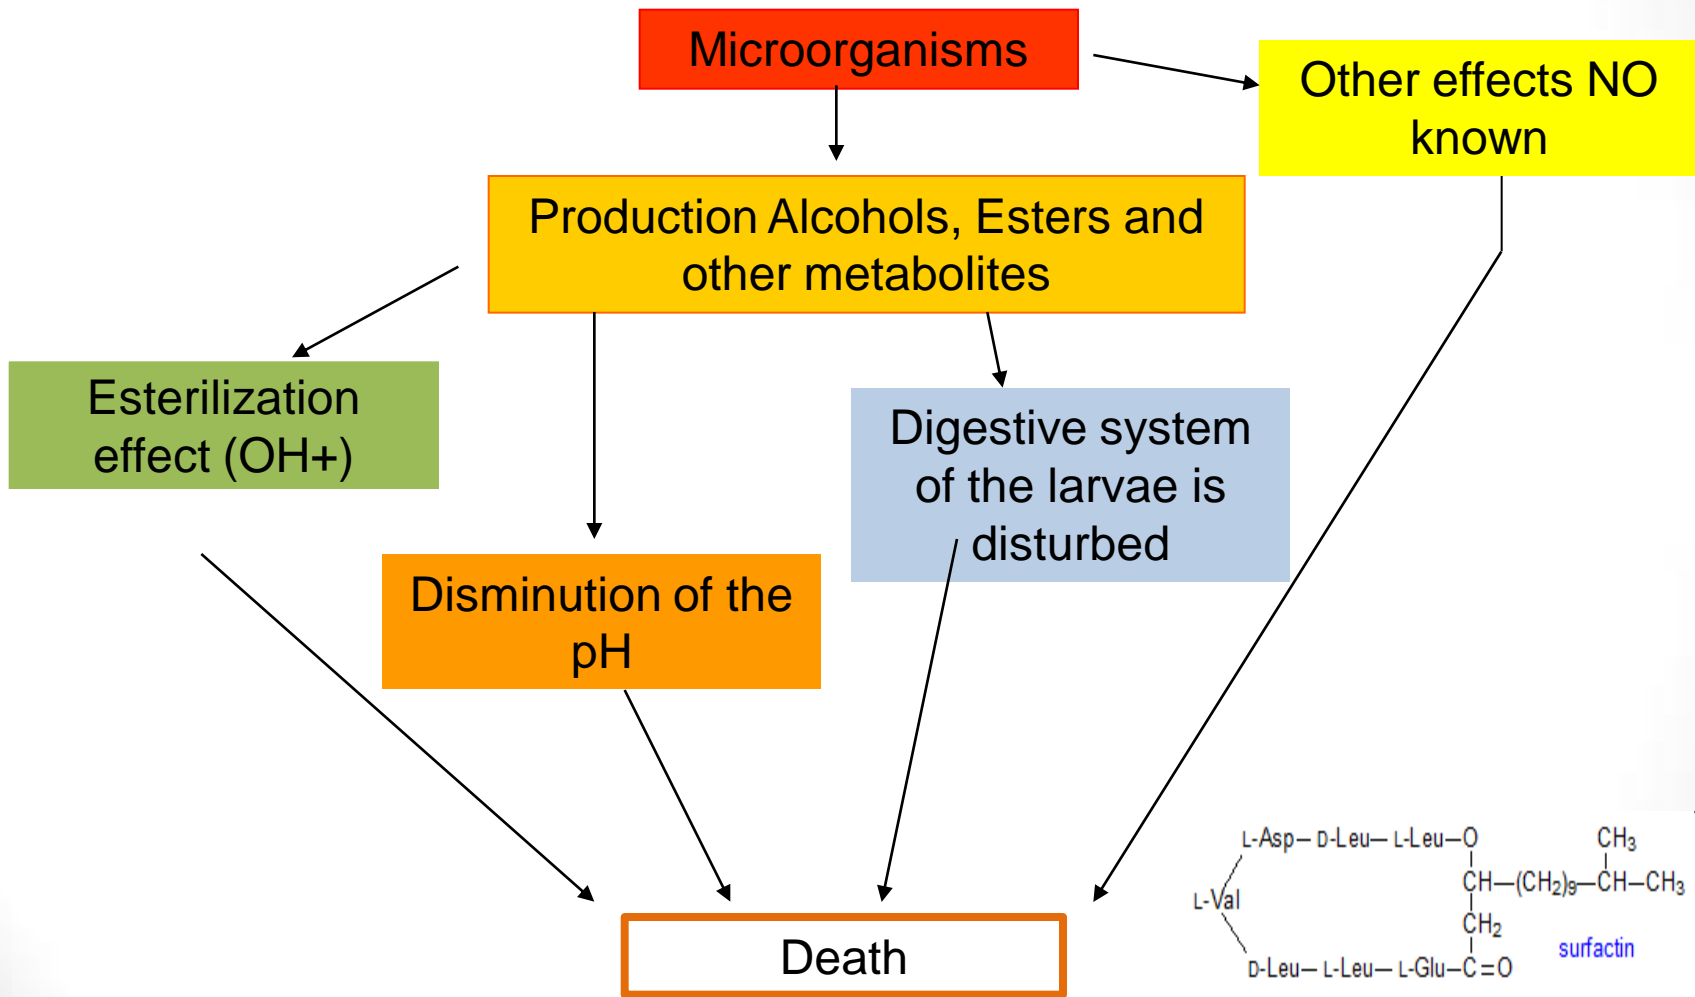 Microorganisms
Other effects NO
known
Production Alcohols, Esters and
other metabolites
Esterilization
effect (OH+)
Digestive system
of the larvae is
disturbed
Disminution of the
pH
Death
L-Asp— D-Leu— L-Leu—O
CH₃
CH—(CH₂)₉—CH—CH₃
L-Val
CH₂
surfactin
D-Leu— L-Leu— L-Glu—C=O